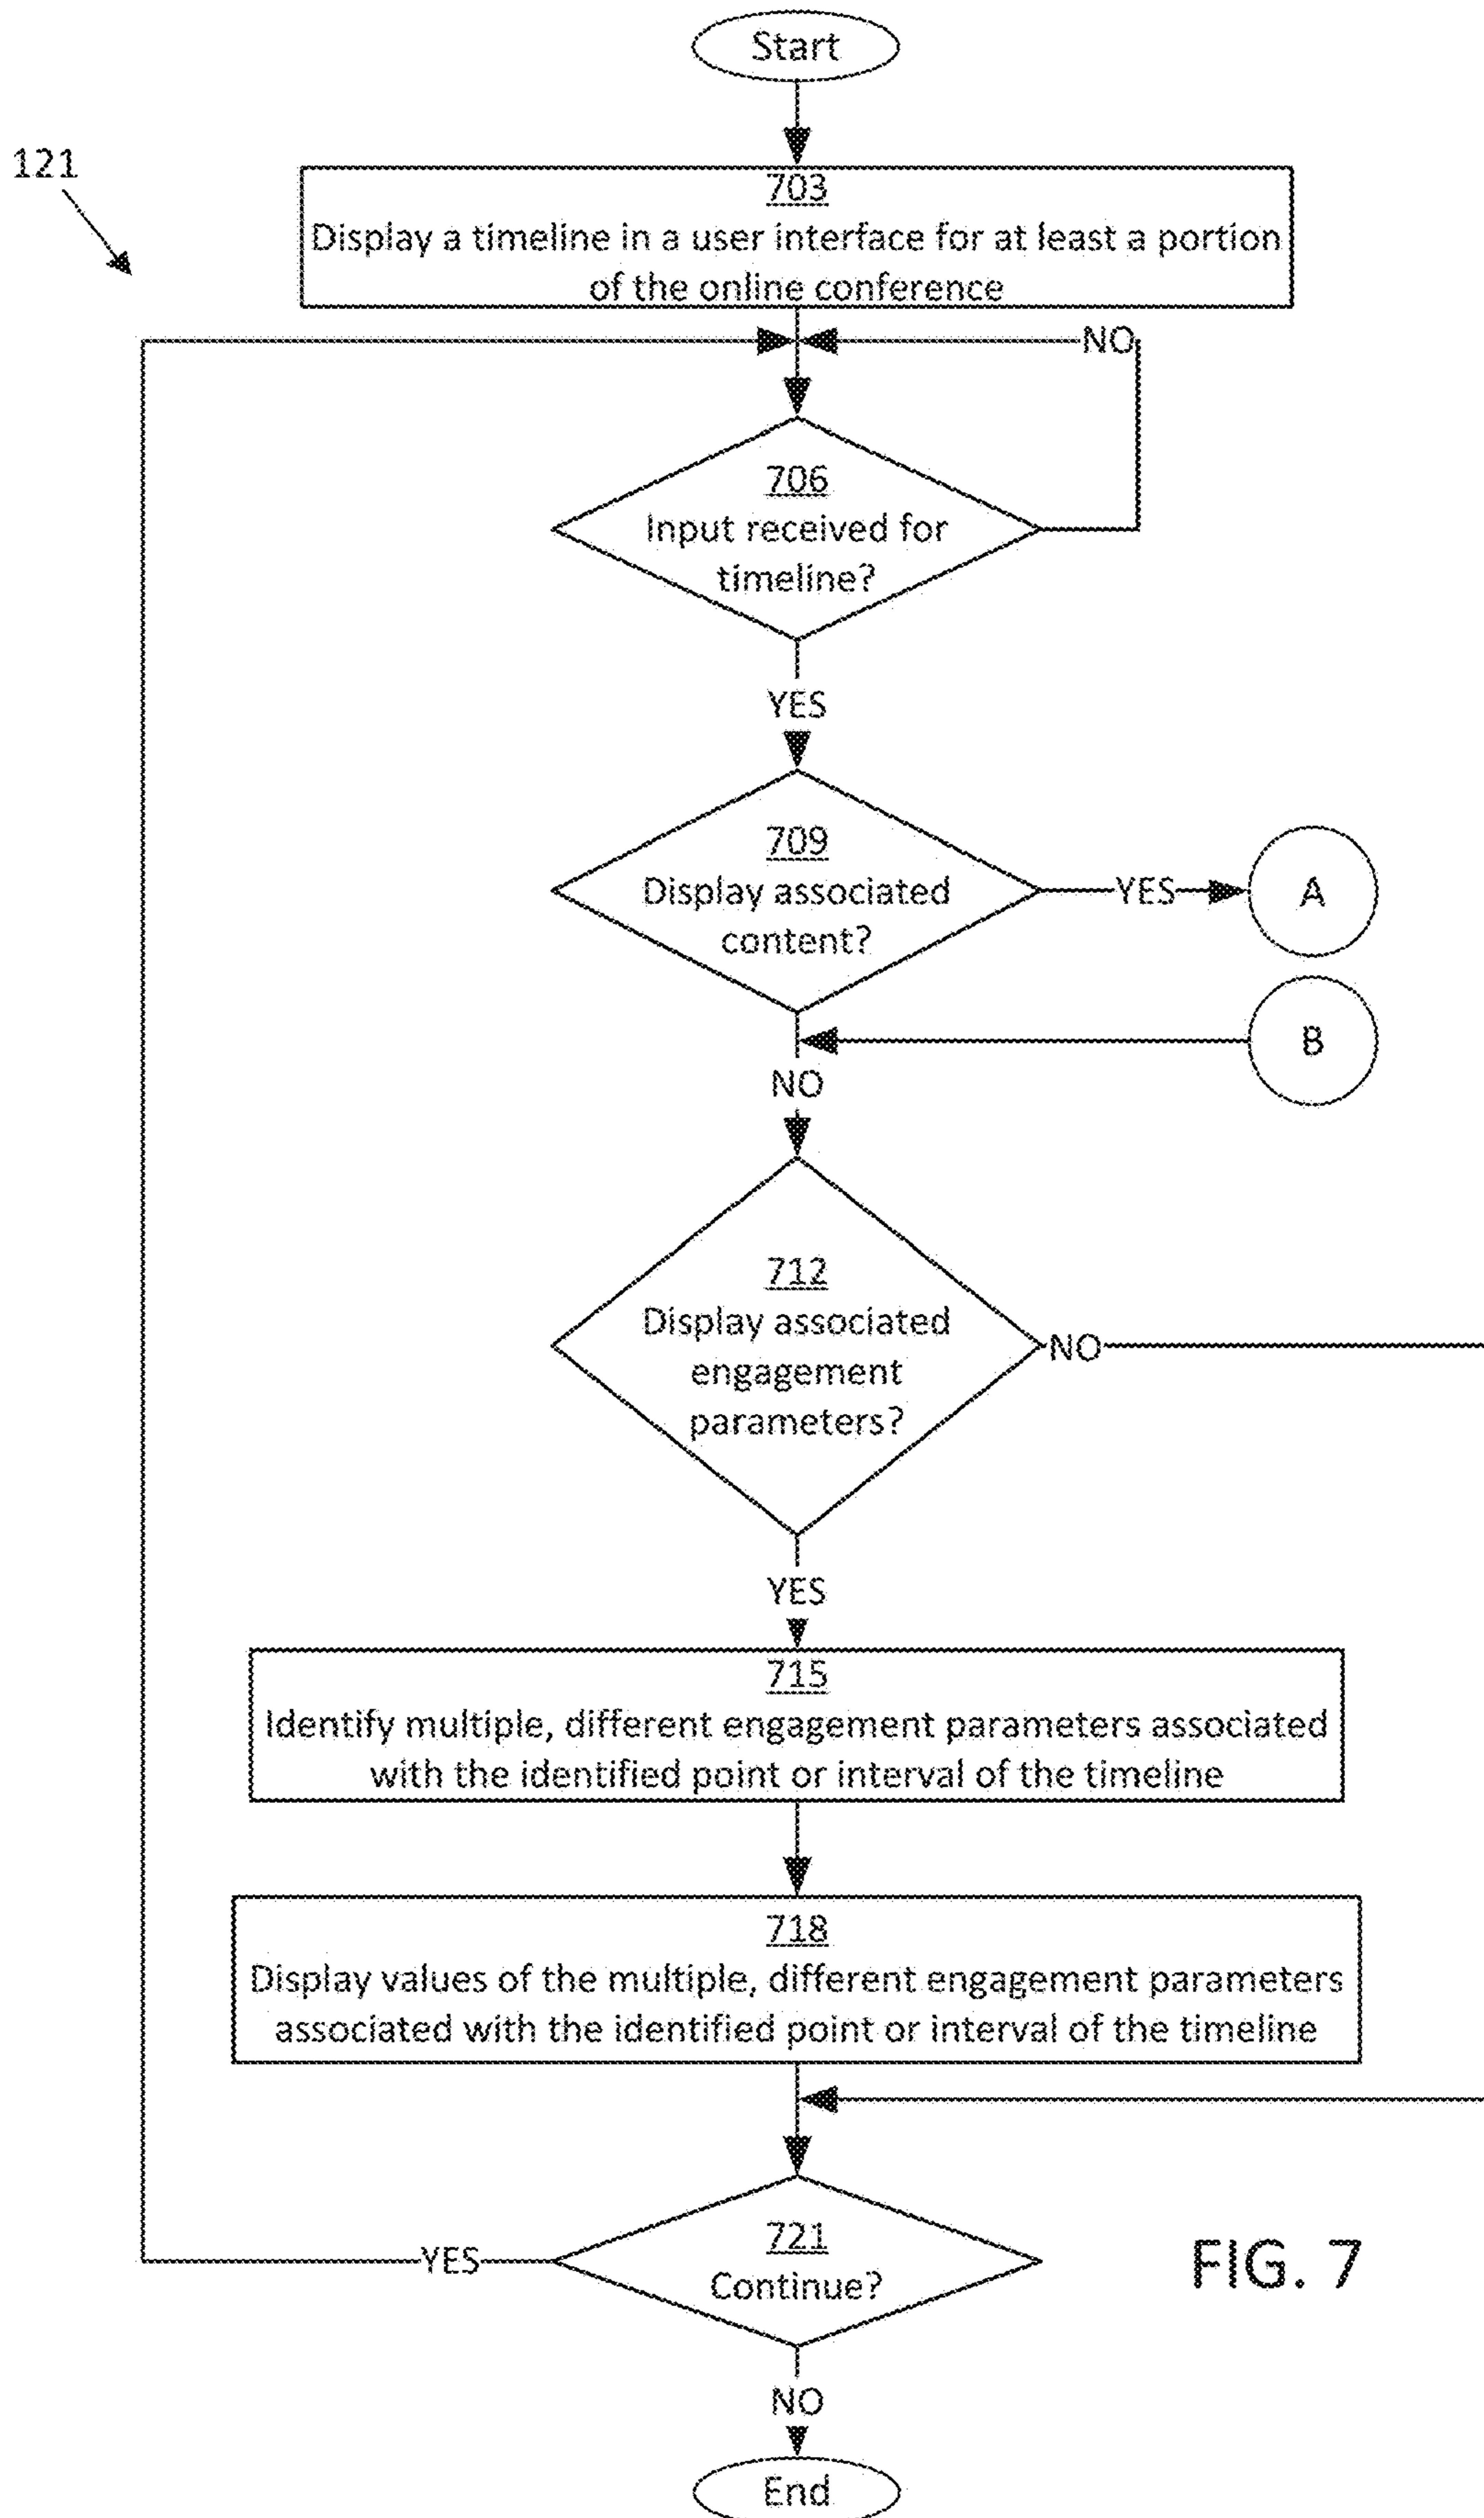 Start
121
703
Display a timeline in a user interface for at least a portion
of the online conference
NO
706
Input received for
timeline?
YES
709
Display associated
content?
YES
A
B
NO
712
Display associated
engagement
parameters?
NO
YES
715
Identify multiple, different engagement parameters associated
with the identified point or interval of the timeline
718
Display values of the multiple, different engagement parameters
associated with the identified point or interval of the timeline
721
Continue?
YES
FIG. 7
NO
End